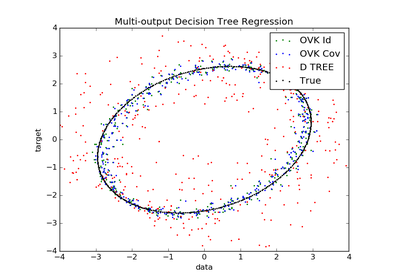 Multi-output Decision Tree Regression
4
3
2
1
0
−1
−2
−3
−4
target
OVK Id
OVK Cov
D TREE
True
−4 −3 −2 −1 0 1 2 3 4
data